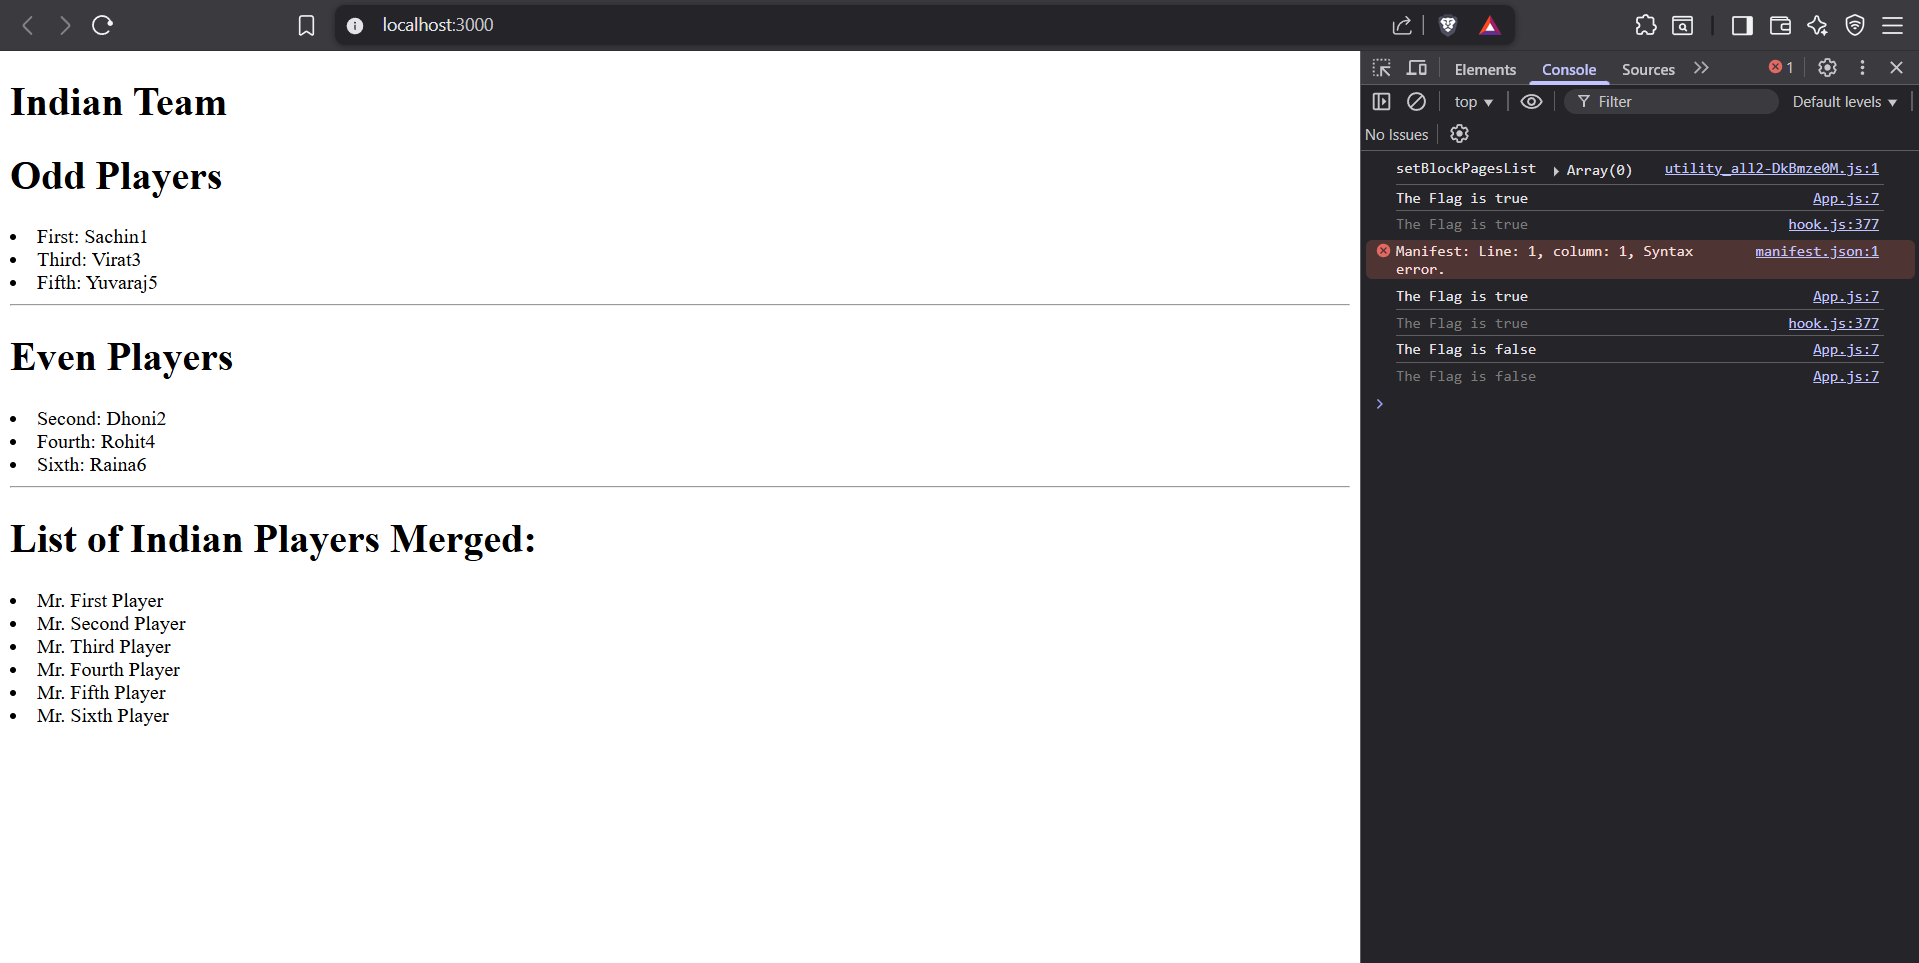 localhost:3000
Indian Team
Odd Players
First: Sachin1
Third: Virat3
Fifth: Yuvaraj5
Even Players
Second: Dhoni2
Fourth: Rohit4
Sixth: Raina6
List of Indian Players Merged:
Mr. First Player
Mr. Second Player
Mr. Third Player
Mr. Fourth Player
Mr. Fifth Player
Mr. Sixth Player
Elements Console Sources 1
top Filter Default levels
No Issues
setBlockPagesList Array(0) utility_all2-DkBmze0M.js:1
The Flag is true App.js:7
The Flag is true hook.js:377
Manifest: Line: 1, column: 1, Syntax manifest.json:1
error.
The Flag is true App.js:7
The Flag is true hook.js:377
The Flag is false App.js:7
The Flag is false App.js:7